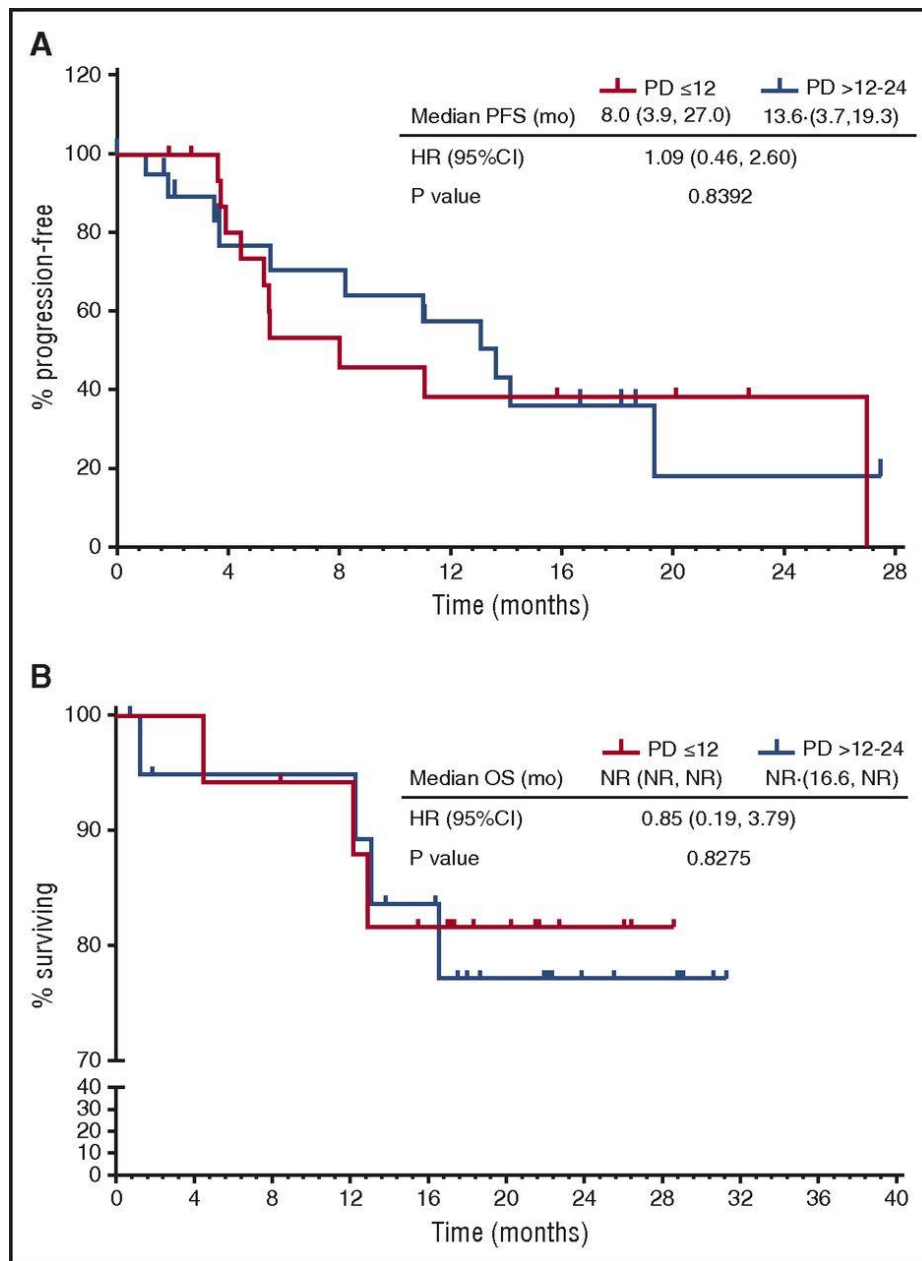 A
120
100
80
60
40
20
0
% progression-free
PD ≤12 PD >12-24
Median PFS (mo) 8.0 (3.9, 27.0) 13.6·(3.7,19.3)
HR (95%CI) 1.09 (0.46, 2.60)
P value 0.8392
0 4 8 12 16 20 24 28
Time (months)
B
100
90
80
70
40
30
20
10
0
% surviving
PD ≤12 PD >12-24
Median OS (mo) NR (NR, NR) NR·(16.6, NR)
HR (95%CI) 0.85 (0.19, 3.79)
P value 0.8275
0 4 8 12 16 20 24 28 32 36 40
Time (months)